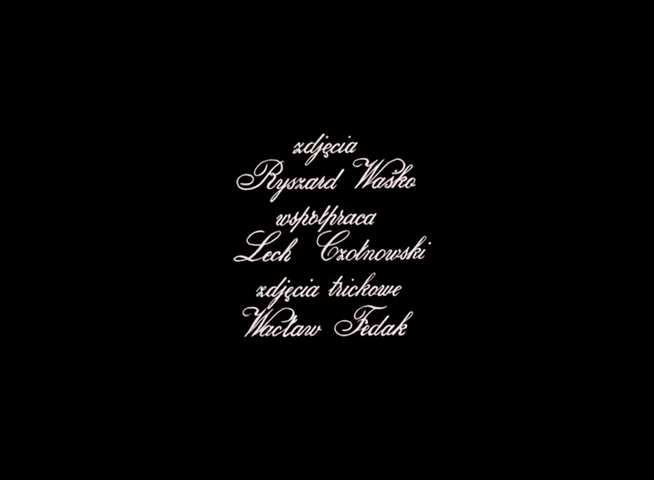 zdjęcia
Ryszard Waśko
współpraca
Lech Czołnowski
zdjęcia trickowe
Wacław Fedak